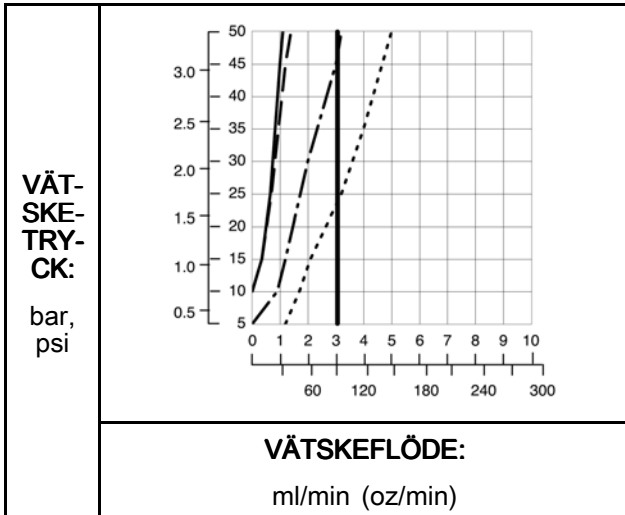 VÄT-
SKE-
TRY-
CK:
bar,
psi
50
45
40
35
30
25
20
15
10
5
3.0
2.5
2.0
1.5
1.0
0.5
0 1 2 3 4 5 6 7 8 9 10
60 120 180 240 300
VÄTSKEFLÖDE:
ml/min (oz/min)